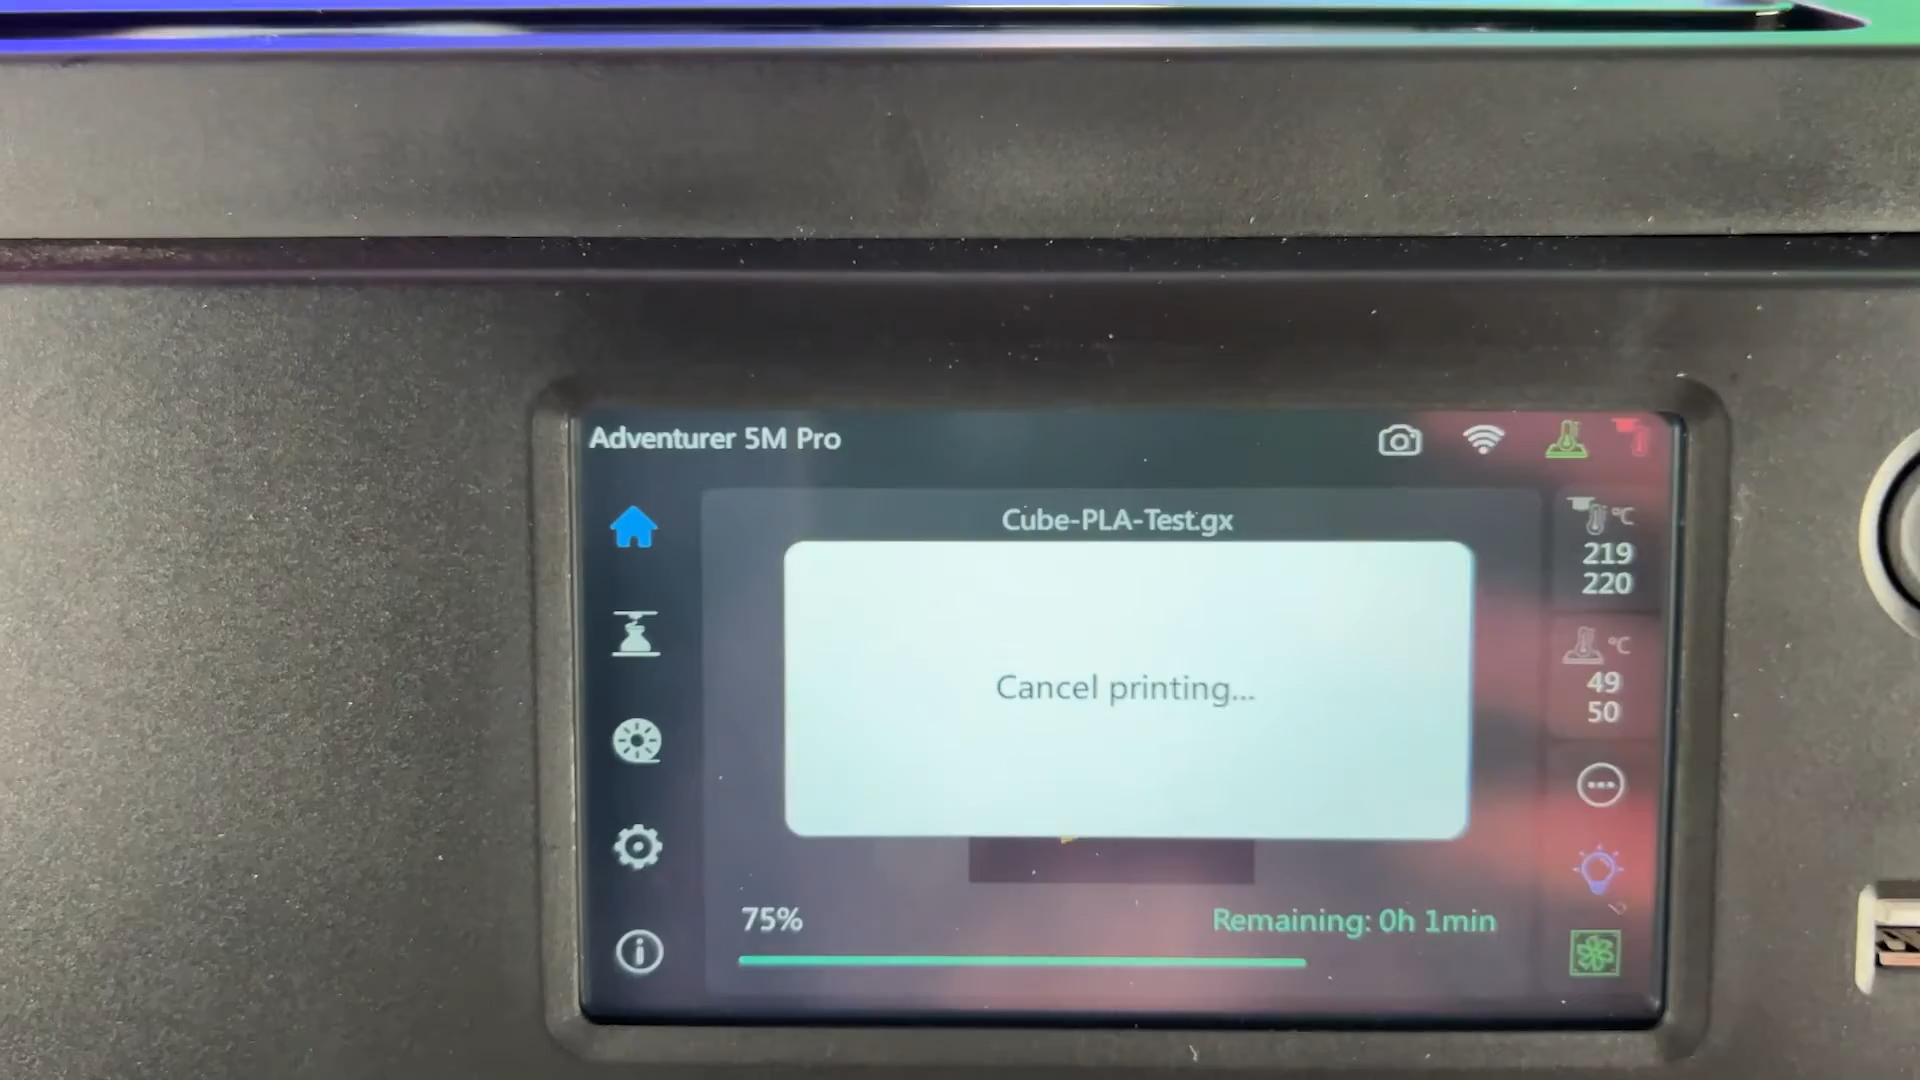 Adventurer 5M Pro
Cube-PLA-Test.gx
°C
219
220
Cancel printing...
°C
49
50
75%
Remaining: 0h 1min